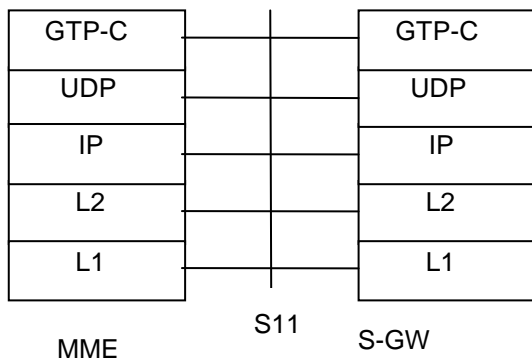 GTP-C GTP-C
UDP UDP
IP IP
L2 L2
L1 L1
MME S11 S-GW